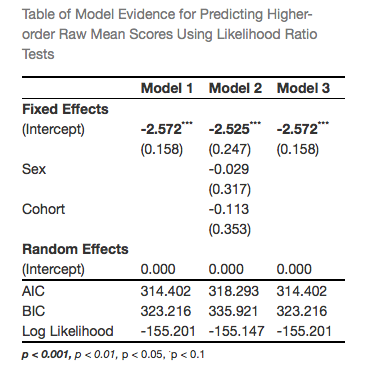 Table of Model Evidence for Predicting Higher-
order Raw Mean Scores Using Likelihood Ratio
Tests
Model 1 Model 2 Model 3
Fixed Effects
(Intercept) -2.572*** -2.525*** -2.572***
(0.158) (0.247) (0.158)
Sex -0.029
(0.317)
Cohort -0.113
(0.353)
Random Effects
(Intercept) 0.000 0.000 0.000
AIC 314.402 318.293 314.402
BIC 323.216 335.921 323.216
Log Likelihood -155.201 -155.147 -155.201
p < 0.001, p < 0.01, p < 0.05, ˙p < 0.1